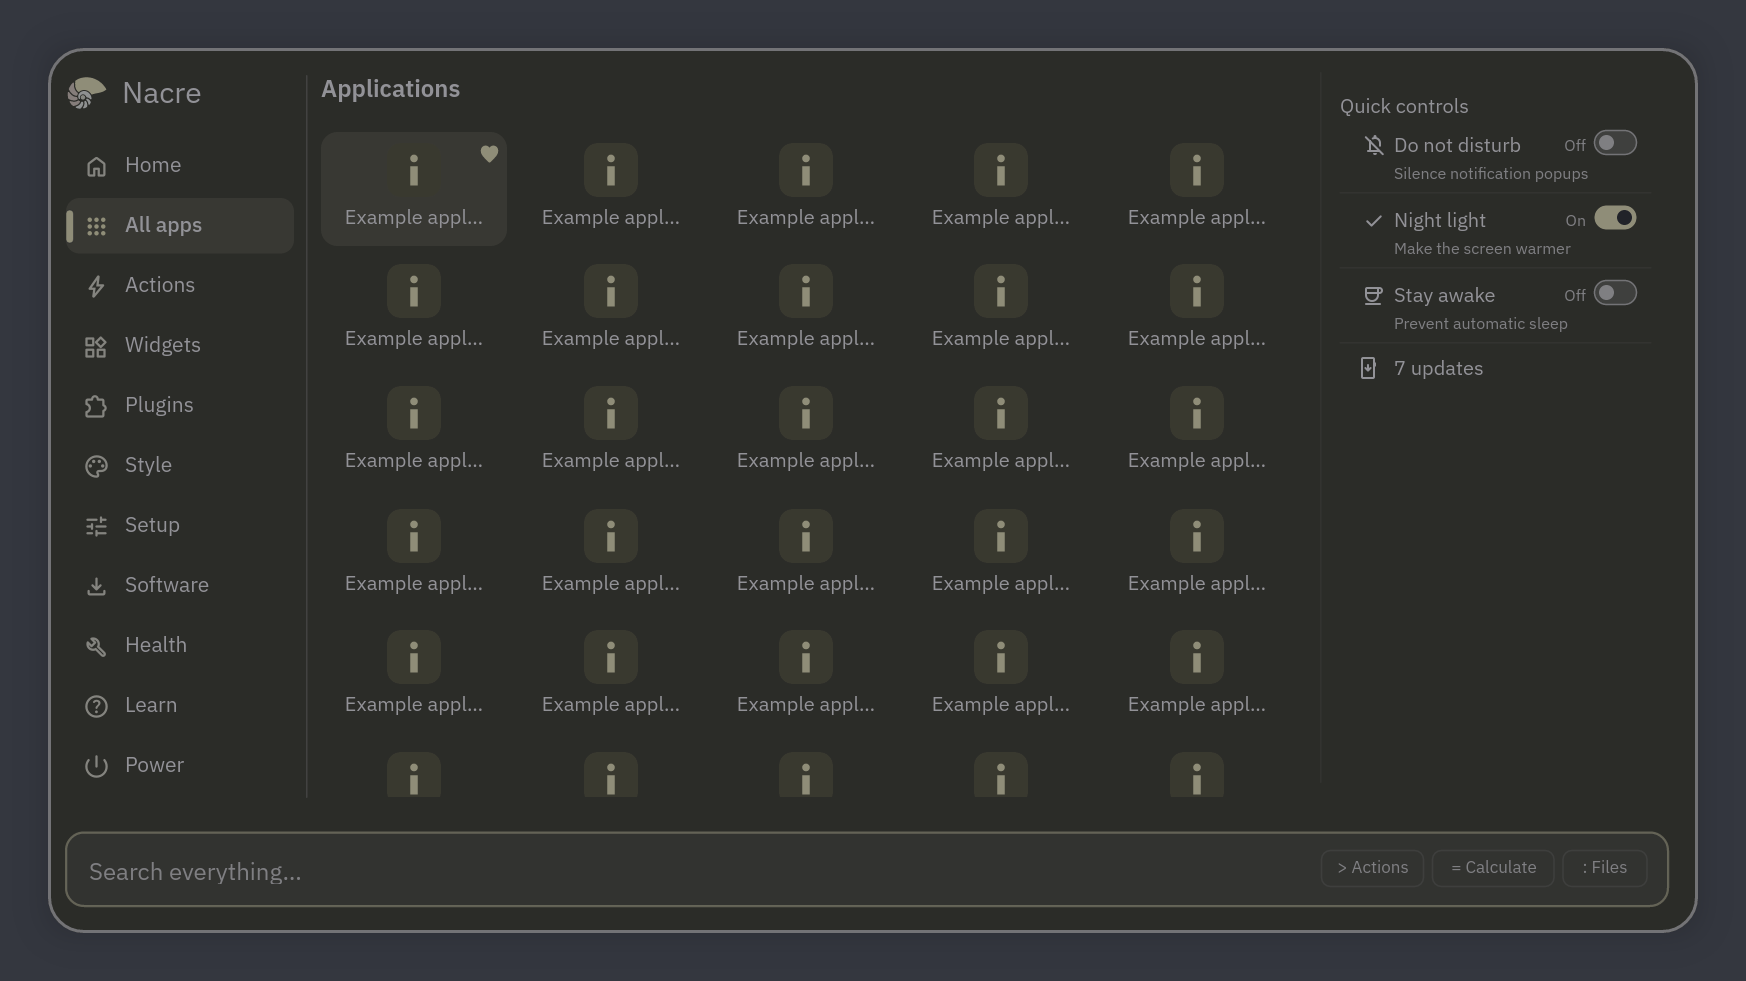 Nacre
Home
All apps
Actions
Widgets
Plugins
Style
Setup
Software
Health
Learn
Power
Applications
Example appl... Example appl... Example appl... Example appl... Example appl...
Example appl... Example appl... Example appl... Example appl... Example appl...
Example appl... Example appl... Example appl... Example appl... Example appl...
Example appl... Example appl... Example appl... Example appl... Example appl...
Example appl... Example appl... Example appl... Example appl... Example appl...
Quick controls
Do not disturb Off
Silence notification popups
Night light On
Make the screen warmer
Stay awake Off
Prevent automatic sleep
7 updates
Search everything... > Actions = Calculate : Files